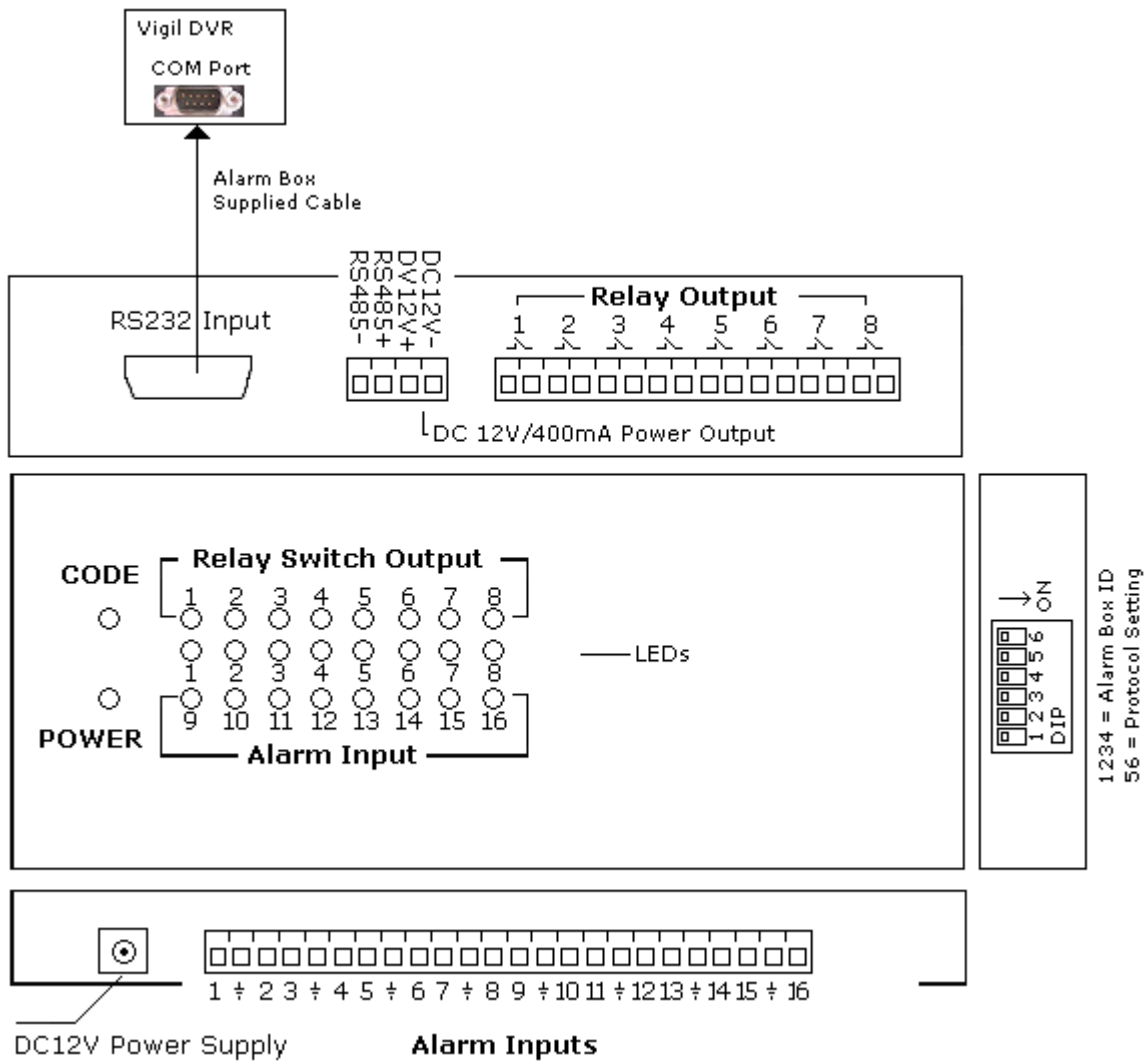 Vigil DVR
COM Port
Alarm Box
Supplied Cable
RS485-
RS485+
DV12V+
DC12V-
RS232 Input
Relay Output
1 2 3 4 5 6 7 8
DC 12V/400mA Power Output
CODE
Relay Switch Output
1 2 3 4 5 6 7 8
LEDs
1 2 3 4 5 6 7 8
POWER
9 10 11 12 13 14 15 16
Alarm Input
ON
1 2 3 4 5 6
DIP
1234 = Alarm Box ID
56 = Protocol Setting
1 2 3 4 5 6 7 8 9 10 11 12 13 14 15 16
DC12V Power Supply
Alarm Inputs